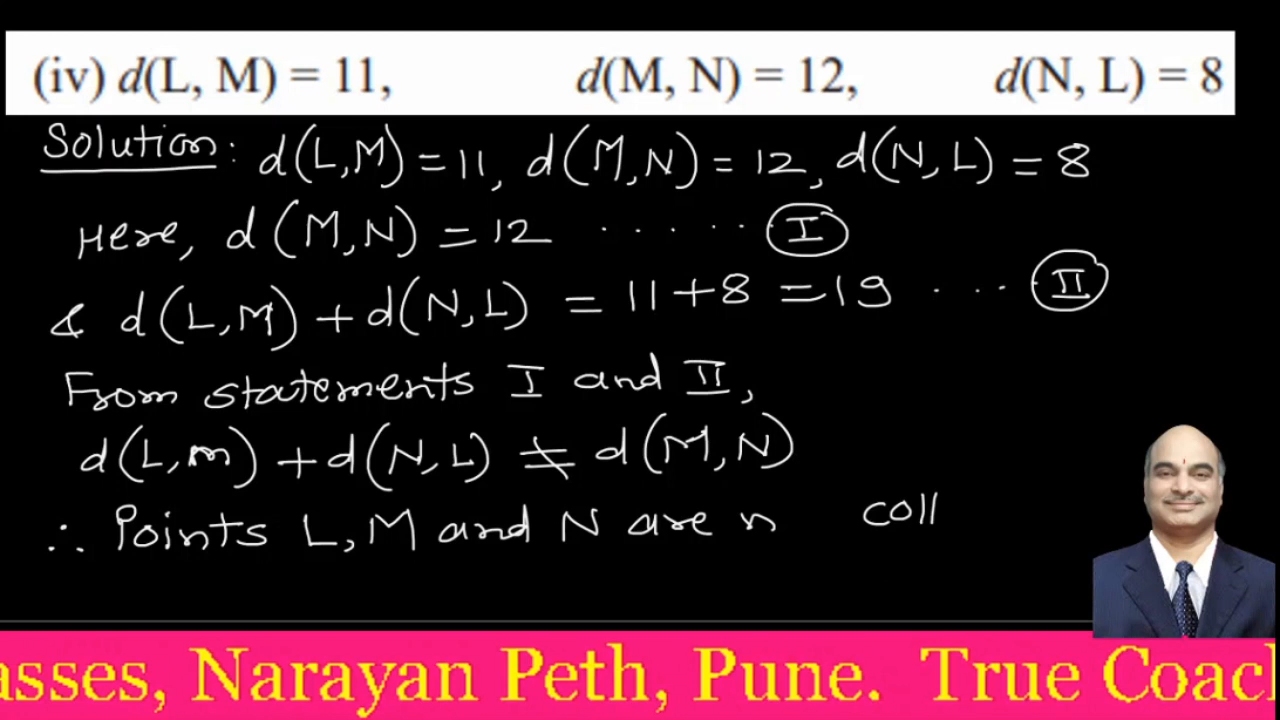 (iv) d(L, M) = 11, d(M, N) = 12, d(N, L) = 8
Solution: d(L,M) = 11, d(M,N) = 12, d(N,L) = 8
Here, d(M,N) = 12 ...... I
& d(L,M) + d(N,L) = 11 + 8 = 19 .... II
From statements I and II,
d(L,m) + d(N,L) ≠ d(M,N)
∴ Points L, M and N are n coll
asses, Narayan Peth, Pune. True Coac